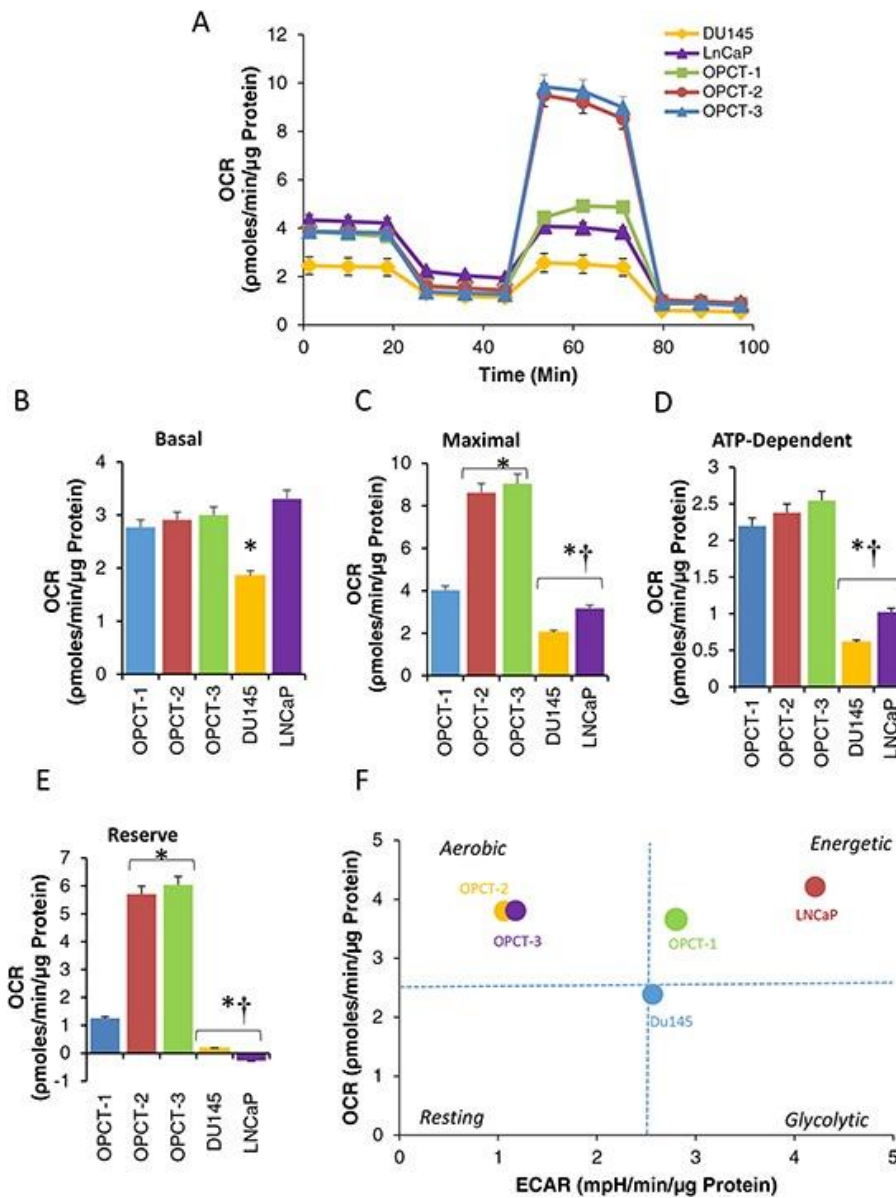 A
OCR
(pmoles/min/µg Protein)
12
10
8
6
4
2
0
0 20 40 60 80 100
Time (Min)
DU145
LnCaP
OPCT-1
OPCT-2
OPCT-3
B
Basal
OCR
(pmoles/min/µg Protein)
4
3
2
1
0
*
OPCT-1
OPCT-2
OPCT-3
DU145
LNCaP
C
Maximal
OCR
(pmoles/min/µg Protein)
10
8
6
4
2
0
*
*†
OPCT-1
OPCT-2
OPCT-3
DU145
LNCaP
D
ATP-Dependent
OCR
(pmoles/min/µg Protein)
3
2.5
2
1.5
1
0.5
0
*†
OPCT-1
OPCT-2
OPCT-3
DU145
LNCaP
E
Reserve
OCR
(pmoles/min/µg Protein)
7
6
5
4
3
2
1
0
-1
*
*†
OPCT-1
OPCT-2
OPCT-3
DU145
LNCaP
F
OCR (pmoles/min/µg Protein)
5
4
3
2
1
0
Aerobic
Energetic
OPCT-2
OPCT-3
OPCT-1
LNCaP
Du145
Resting
Glycolytic
0 1 2 3 4 5
ECAR (mpH/min/µg Protein)